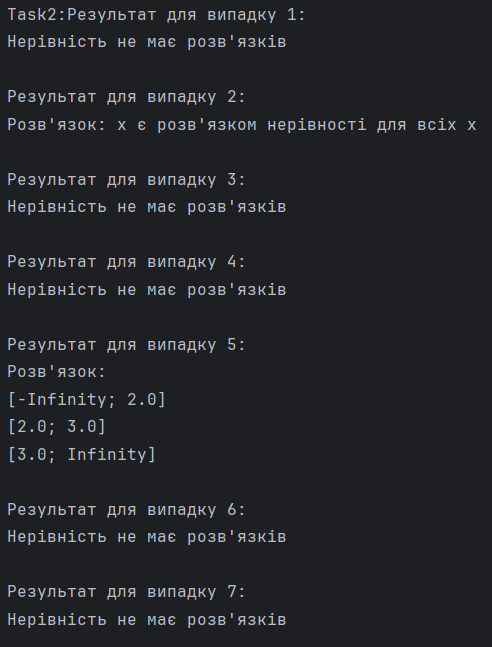 Task2:Результат для випадку 1:
Нерівність не має розв'язків
Результат для випадку 2:
Розв'язок: x є розв'язком нерівності для всіх x
Результат для випадку 3:
Нерівність не має розв'язків
Результат для випадку 4:
Нерівність не має розв'язків
Результат для випадку 5:
Розв'язок:
[-Infinity; 2.0]
[2.0; 3.0]
[3.0; Infinity]
Результат для випадку 6:
Нерівність не має розв'язків
Результат для випадку 7:
Нерівність не має розв'язків